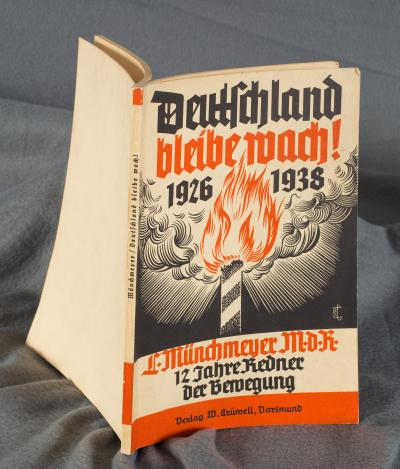 Deutschland
bleibe wach!
1926 1938
L. Münchmeyer M.d.R.
12 Jahre Redner
der Bewegung
Verlag W. Crüwell, Dortmund
Münchmeyer / Deutschland bleibe wach!